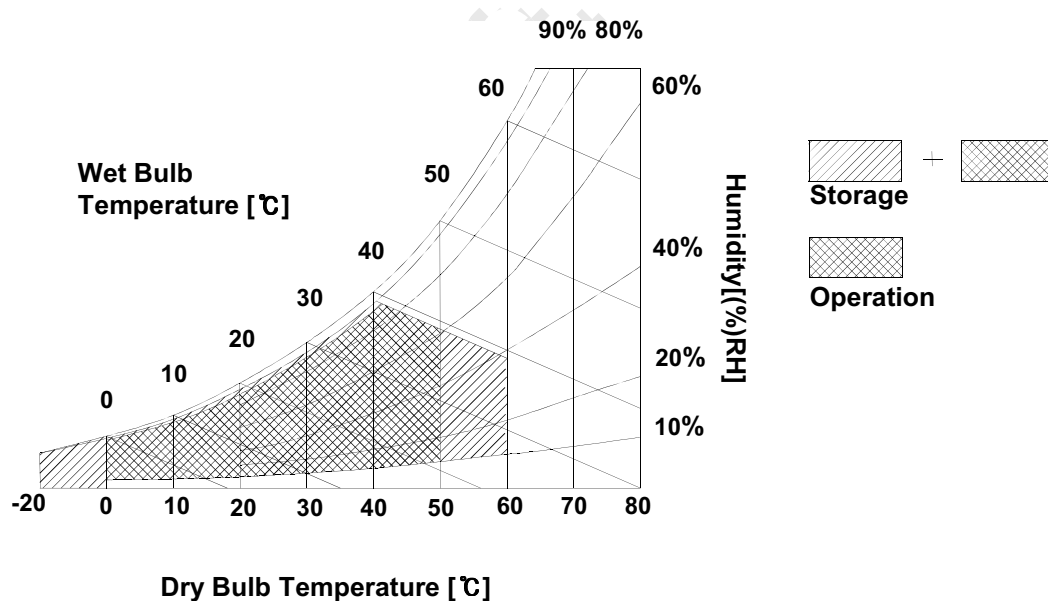 90% 80%
60
60%
Wet Bulb
Temperature [℃]
50
40
30
20
10
0
Humidity[(%)RH]
40%
20%
10%
-20 0 10 20 30 40 50 60 70 80
Dry Bulb Temperature [℃]
+
Storage
Operation